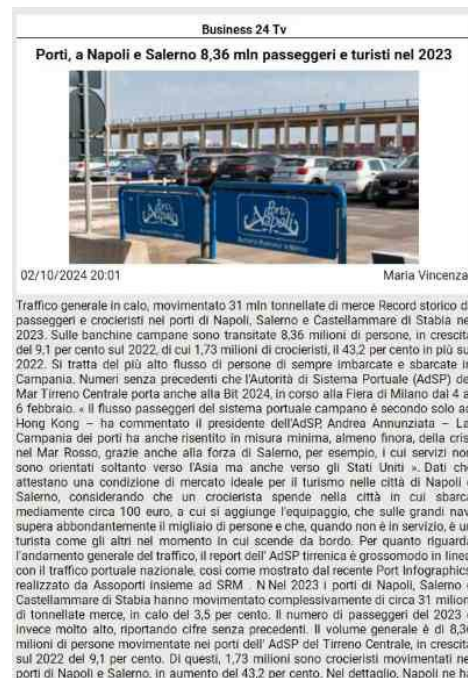 Business 24 Tv
Porti, a Napoli e Salerno 8,36 mln passeggeri e turisti nel 2023
Porto Napoli
Porto Napoli
02/10/2024 20:01
Maria Vincenza
Traffico generale in calo, movimentato 31 mln tonnellate di merce Record storico di
passeggeri e crocieristi nei porti di Napoli, Salerno e Castellammare di Stabia nel
2023. Sulle banchine campane sono transitate 8,36 milioni di persone, in crescita
del 9,1 per cento sul 2022, di cui 1,73 milioni di crocieristi, il 43,2 per cento in più sul
2022. Si tratta del più alto flusso di persone di sempre imbarcate e sbarcate in
Campania. Numeri senza precedenti che l'Autorità di Sistema Portuale (AdSP) del
Mar Tirreno Centrale porta anche alla Bit 2024, in corso alla Fiera di Milano dal 4 al
6 febbraio. « Il flusso passeggeri del sistema portuale campano è secondo solo ad
Hong Kong – ha commentato il presidente dell'AdSP, Andrea Annunziata – La
Campania dei porti ha anche risentito in misura minima, almeno finora, della crisi
nel Mar Rosso, grazie anche alla forza di Salerno, per esempio, i cui servizi non
sono orientati soltanto verso l'Asia ma anche verso gli Stati Uniti ». Dati che
attestano una condizione di mercato ideale per il turismo nelle città di Napoli e
Salerno, considerando che un crocierista spende nella città in cui sbarca
mediamente circa 100 euro, a cui si aggiunge l'equipaggio, che sulle grandi navi
supera abbondantemente il migliaio di persone e che, quando non è in servizio, è un
turista come gli altri nel momento in cui scende da bordo. Per quanto riguarda
l'andamento generale del traffico, il report dell' AdSP tirrenica è grossomodo in linea
con il traffico portuale nazionale, così come mostrato dal recente Port Infographics
realizzato da Assoporti insieme ad SRM . N Nel 2023 i porti di Napoli, Salerno e
Castellammare di Stabia hanno movimentato complessivamente di circa 31 milioni
di tonnellate merce, in calo del 3,5 per cento. Il numero di passeggeri del 2023 è
invece molto alto, riportando cifre senza precedenti. Il volume generale è di 8,36
milioni di persone movimentate nei porti dell' AdSP del Tirreno Centrale, in crescita
sul 2022 del 9,1 per cento. Di questi, 1,73 milioni sono crocieristi movimentati nei
porti di Napoli e Salerno, in aumento del 43,2 per cento. Nel dettaglio, Napoli ne ha